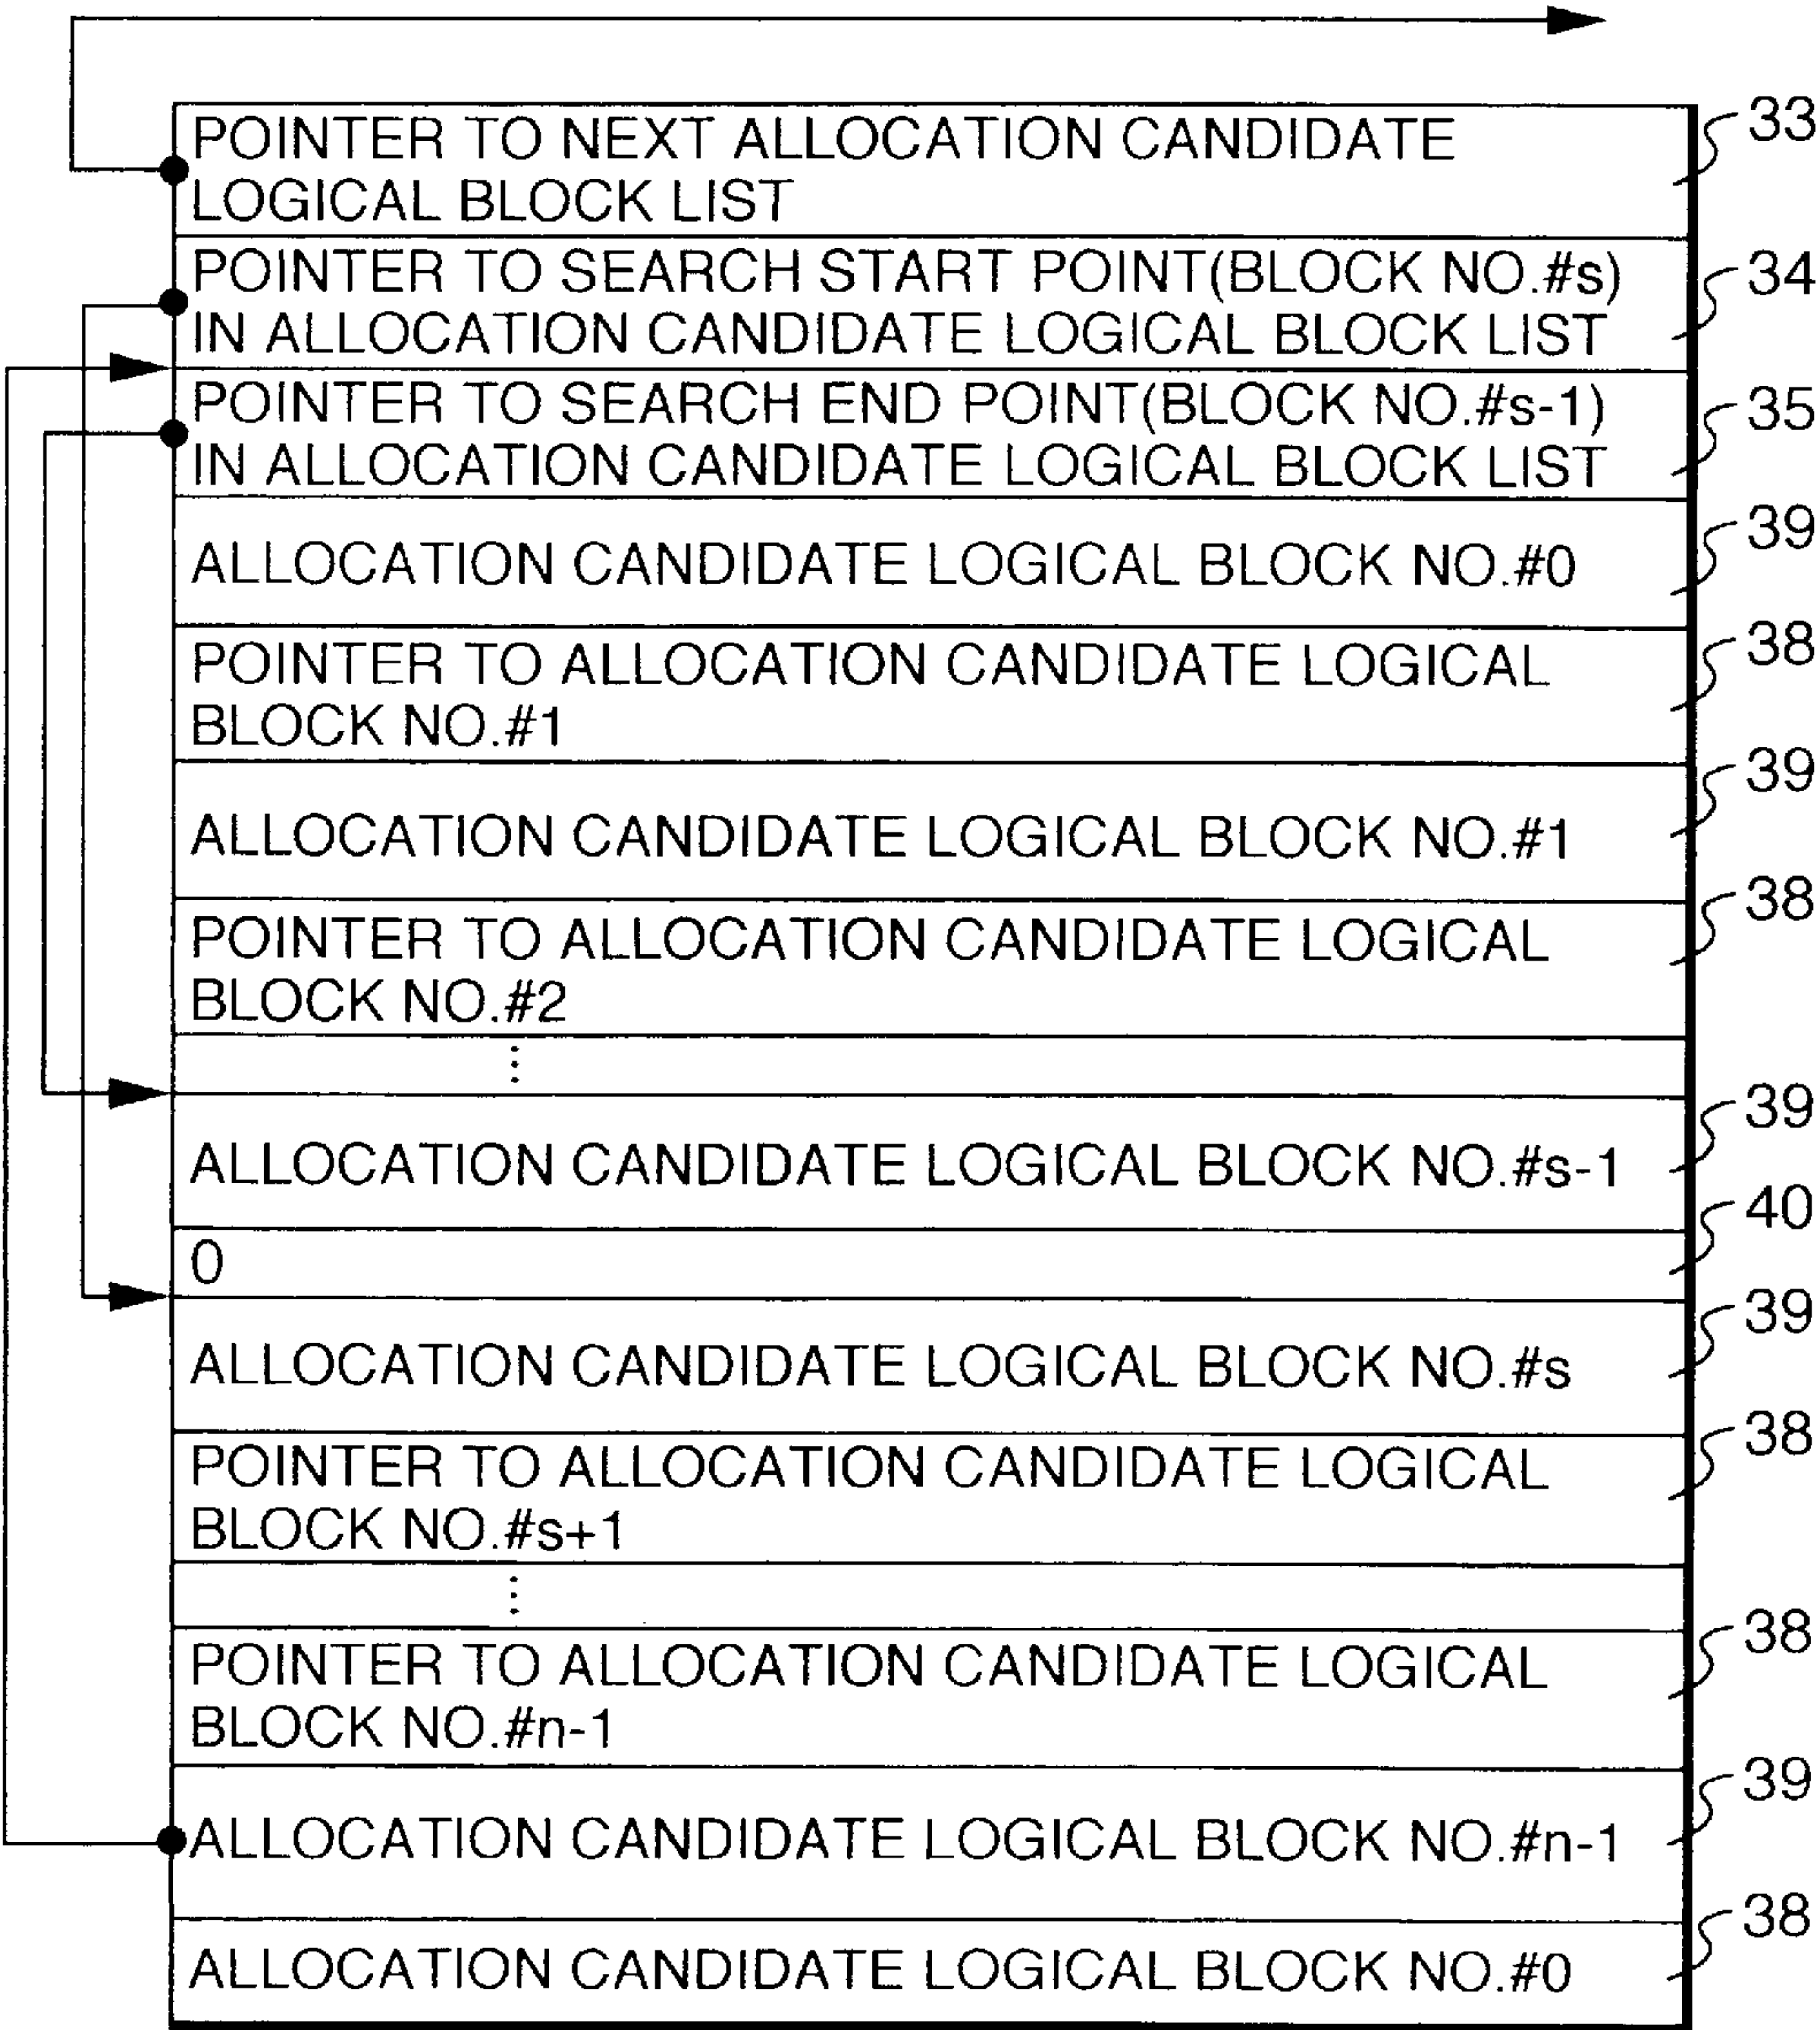 POINTER TO NEXT ALLOCATION CANDIDATE
LOGICAL BLOCK LIST
33
POINTER TO SEARCH START POINT(BLOCK NO.#s)
IN ALLOCATION CANDIDATE LOGICAL BLOCK LIST
34
POINTER TO SEARCH END POINT(BLOCK NO.#s-1)
IN ALLOCATION CANDIDATE LOGICAL BLOCK LIST
35
ALLOCATION CANDIDATE LOGICAL BLOCK NO.#0
39
POINTER TO ALLOCATION CANDIDATE LOGICAL
BLOCK NO.#1
38
ALLOCATION CANDIDATE LOGICAL BLOCK NO.#1
39
POINTER TO ALLOCATION CANDIDATE LOGICAL
BLOCK NO.#2
38
⋮
ALLOCATION CANDIDATE LOGICAL BLOCK NO.#s-1
39
0
40
ALLOCATION CANDIDATE LOGICAL BLOCK NO.#s
39
POINTER TO ALLOCATION CANDIDATE LOGICAL
BLOCK NO.#s+1
38
⋮
POINTER TO ALLOCATION CANDIDATE LOGICAL
BLOCK NO.#n-1
38
ALLOCATION CANDIDATE LOGICAL BLOCK NO.#n-1
39
ALLOCATION CANDIDATE LOGICAL BLOCK NO.#0
38